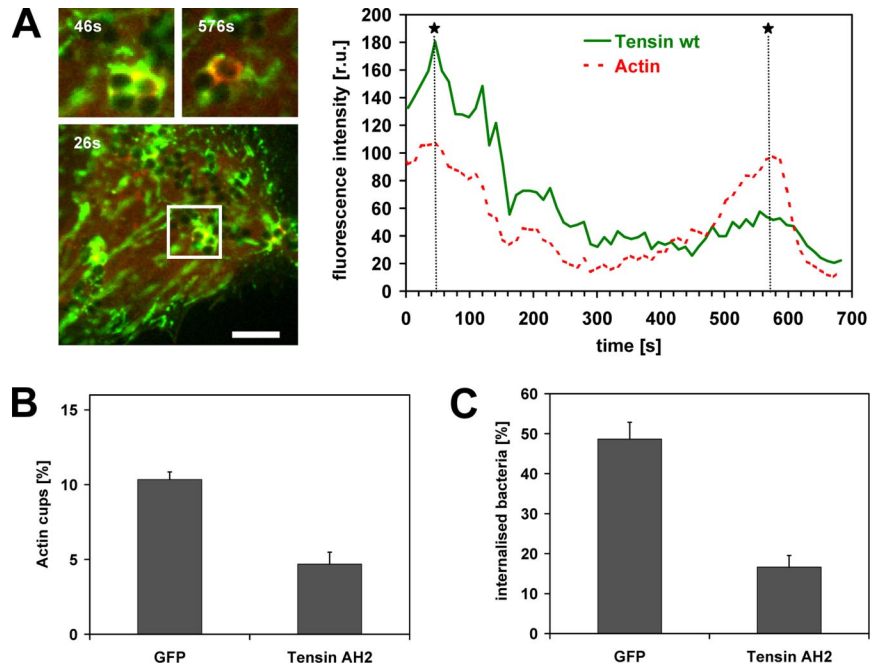 A
46s
576s
26s
fluorescence intensity [r.u.]
200
180
160
140
120
100
80
60
40
20
0
Tensin wt
Actin
0 100 200 300 400 500 600 700
time [s]
B
Actin cups [%]
15
10
5
0
GFP Tensin AH2
C
internalised bacteria [%]
60
50
40
30
20
10
0
GFP Tensin AH2